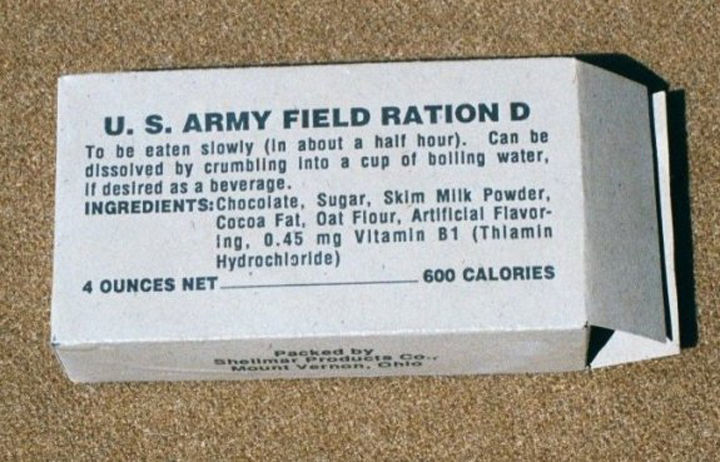 U. S. ARMY FIELD RATION D
To be eaten slowly (in about a half hour). Can be
dissolved by crumbling into a cup of boiling water,
if desired as a beverage.
INGREDIENTS: Chocolate, Sugar, Skim Milk Powder,
Cocoa Fat, Oat Flour, Artificial Flavor-
ing, 0.45 mg Vitamin B1 (Thiamin
Hydrochloride)
4 OUNCES NET 600 CALORIES
Packed by
Shellmar Products Co.,
Mount Vernon, Ohio